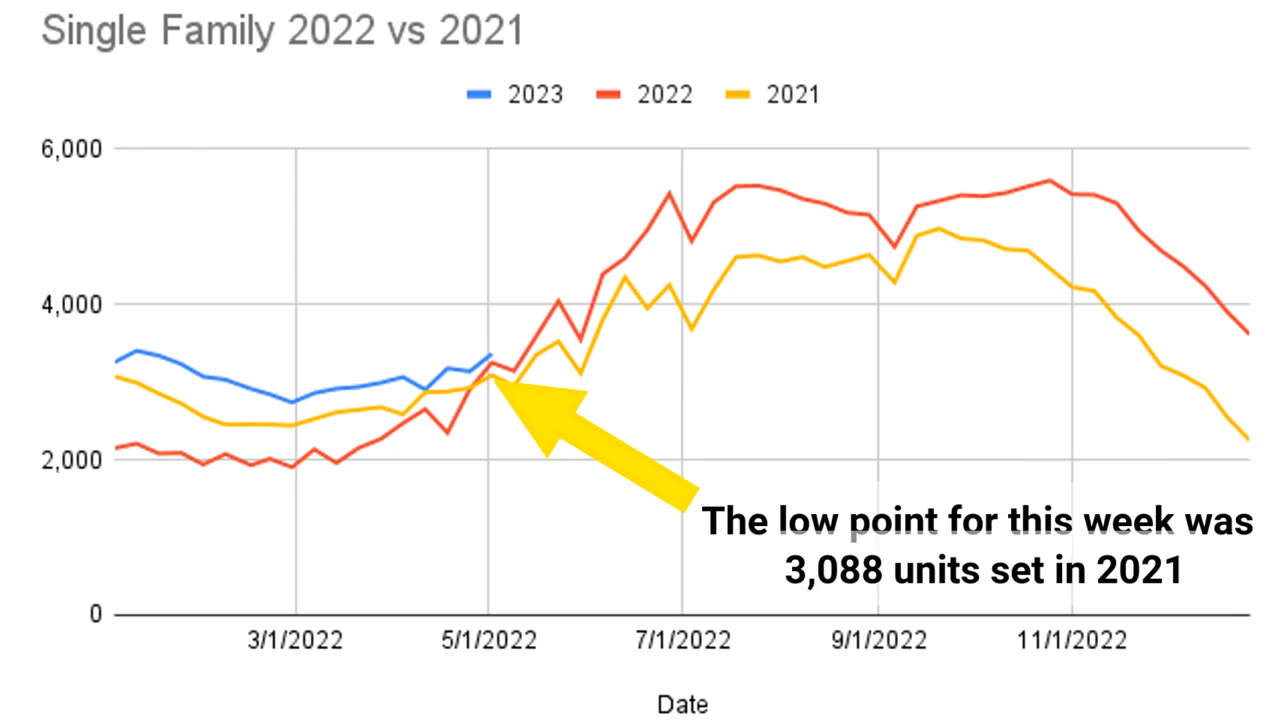 Single Family 2022 vs 2021
2023 2022 2021
6,000
4,000
2,000
0
3/1/2022 5/1/2022 7/1/2022 9/1/2022 11/1/2022
Date
The low point for this week was
3,088 units set in 2021